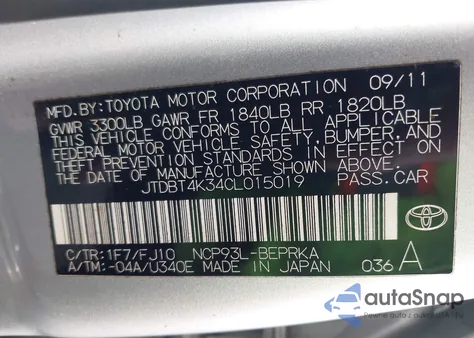 MFD.BY:TOYOTA MOTOR CORPORATION 09/11
GVWR 3300LB GAWR FR 1840LB RR 1820LB
THIS VEHICLE CONFORMS TO ALL APPLICABLE
FEDERAL MOTOR VEHICLE SAFETY,BUMPER,AND
THEFT PREVENTION STANDARDS IN EFFECT ON
THE DATE OF MANUFACTURE SHOWN ABOVE.
JTDBT4K34CL015019 PASS.CAR
C/TR:1F7/FJ10 NCP93L-BEPRKA
A/TM:-04A/U340E MADE IN JAPAN 036 A
TOYOTA
autoSnap